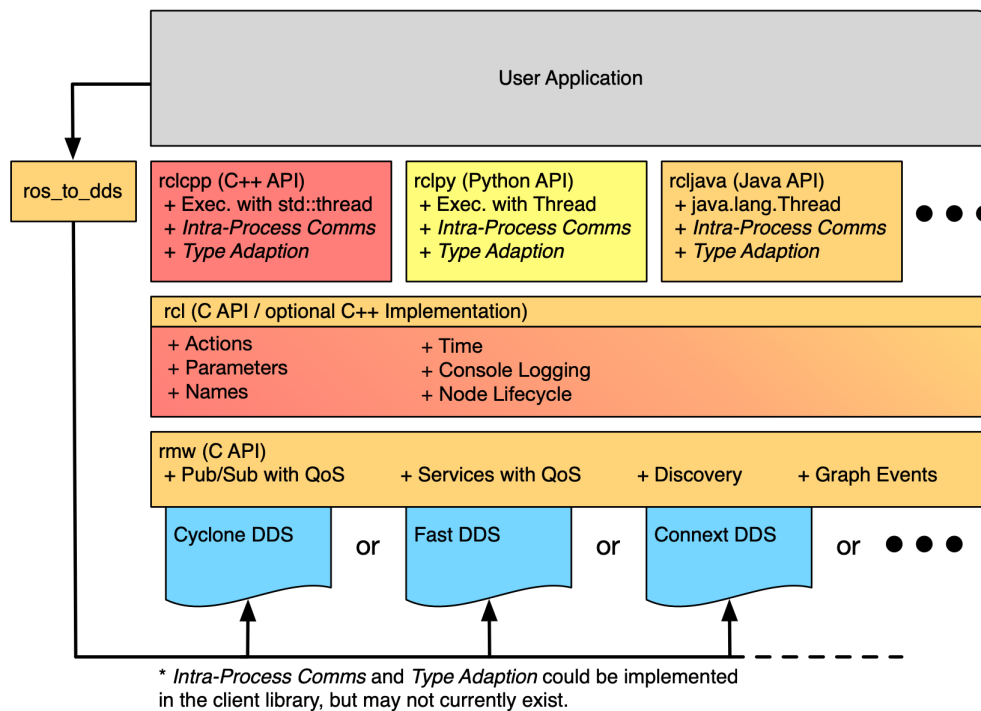 User Application
ros_to_dds
rclcpp (C++ API)
+ Exec. with std::thread
+ Intra-Process Comms
+ Type Adaption
rclpy (Python API)
+ Exec. with Thread
+ Intra-Process Comms
+ Type Adaption
rcljava (Java API)
+ java.lang.Thread
+ Intra-Process Comms
+ Type Adaption
rcl (C API / optional C++ Implementation)
+ Actions
+ Parameters
+ Names
+ Time
+ Console Logging
+ Node Lifecycle
rmw (C API)
+ Pub/Sub with QoS
+ Services with QoS
+ Discovery
+ Graph Events
Cyclone DDS
or
Fast DDS
or
Connext DDS
or
* Intra-Process Comms and Type Adaption could be implemented
in the client library, but may not currently exist.